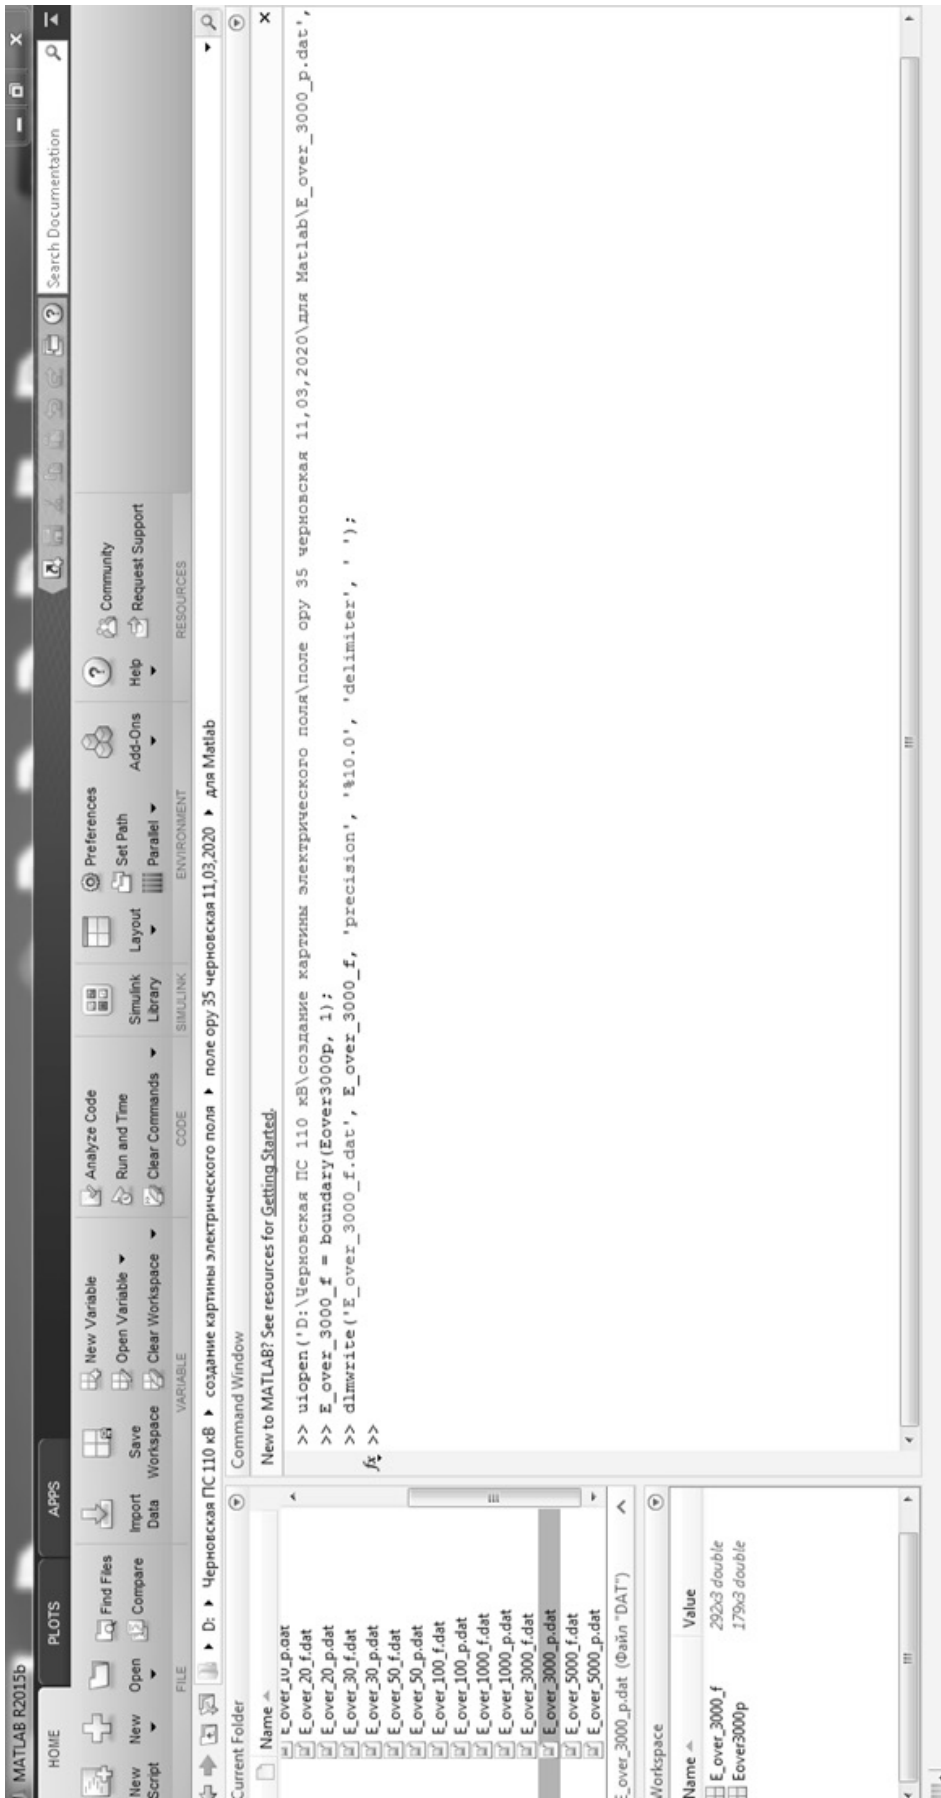 MATLAB R2015b
HOME
PLOTS
APPS
Search Documentation
New
Script
New
Open
Find Files
Compare
FILE
Import
Data
Save
Workspace
New Variable
Open Variable
Clear Workspace
VARIABLE
Analyze Code
Run and Time
Clear Commands
CODE
Simulink
Library
SIMULINK
Layout
Preferences
Set Path
Parallel
ENVIRONMENT
Add-Ons
Help
Community
Request Support
RESOURCES
D: ▸ Черновская ПС 110 кВ ▸ создание картины электрического поля ▸ поле ору 35 черновская 11,03,2020 ▸ для Matlab
Current Folder
Name
E_over_10_p.dat
E_over_20_f.dat
E_over_20_p.dat
E_over_30_f.dat
E_over_30_p.dat
E_over_50_f.dat
E_over_50_p.dat
E_over_100_f.dat
E_over_100_p.dat
E_over_1000_f.dat
E_over_1000_p.dat
E_over_3000_f.dat
E_over_3000_p.dat
E_over_5000_f.dat
E_over_5000_p.dat
E_over_3000_p.dat (Файл "DAT")
Workspace
Name Value
E_over_3000_f 292x3 double
Eover3000p 179x3 double
Command Window
New to MATLAB? See resources for Getting Started.
>> uiopen('D:\Черновская ПС 110 кВ\создание картины электрического поля\поле ору 35 черновская 11,03,2020\для Matlab\E_over_3000_p.dat',
>> E_over_3000_f = boundary(Eover3000p, 1);
>> dlmwrite('E_over_3000_f.dat', E_over_3000_f, 'precision', '%10.0', 'delimiter', ' ');
fx >>